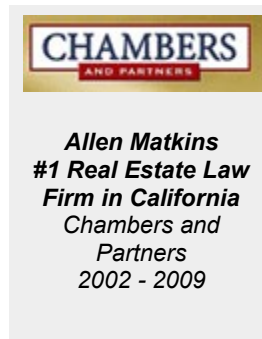 CHAMBERS
AND PARTNERS
Allen Matkins
#1 Real Estate Law
Firm in California
Chambers and
Partners
2002 - 2009